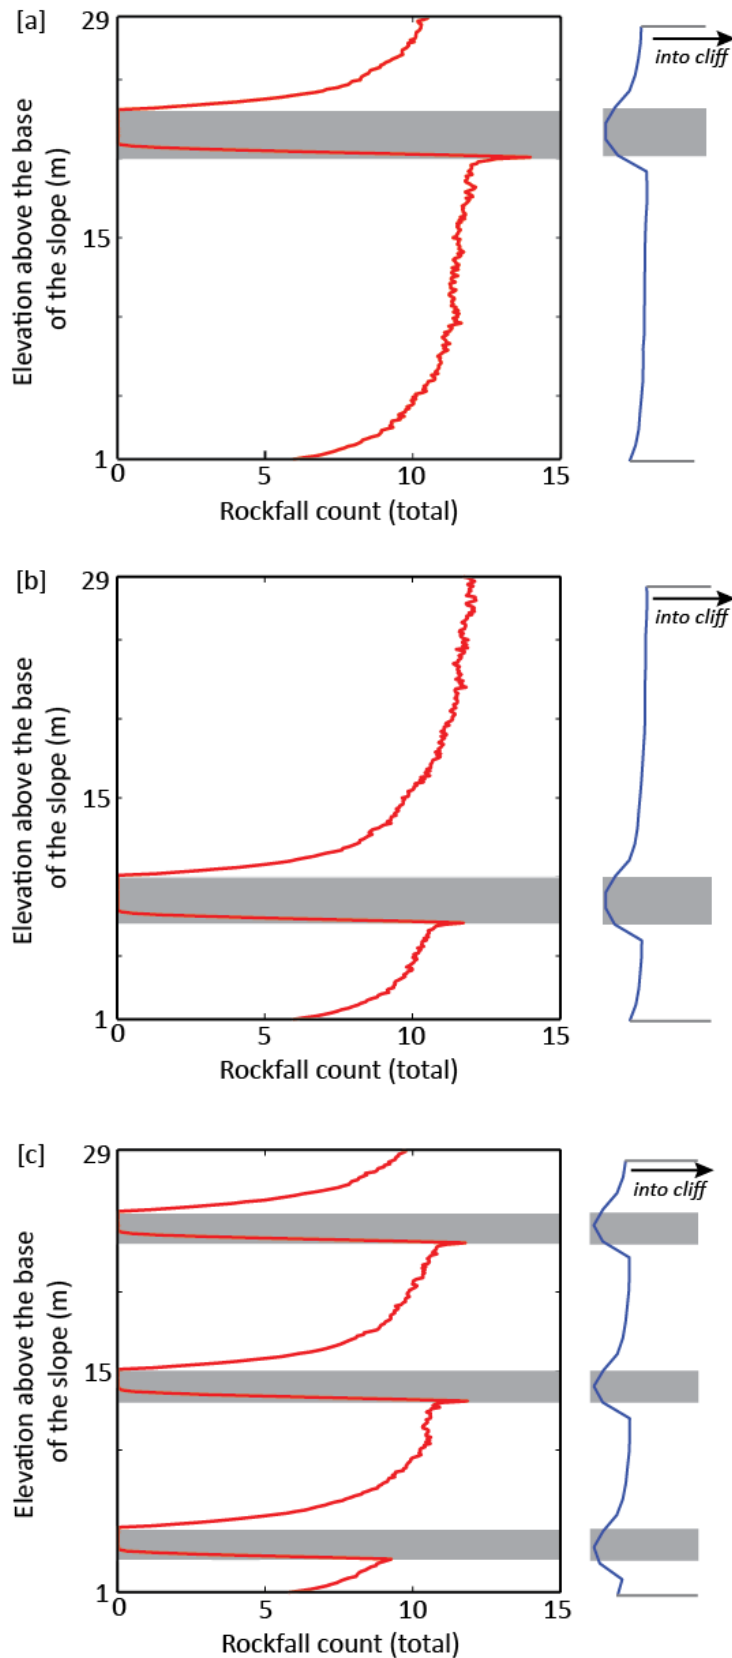 [a]
29
15
1
Elevation above the base
of the slope (m)
0 5 10 15
Rockfall count (total)
into cliff
[b]
29
15
1
Elevation above the base
of the slope (m)
0 5 10 15
Rockfall count (total)
into cliff
[c]
29
15
1
Elevation above the base
of the slope (m)
0 5 10 15
Rockfall count (total)
into cliff